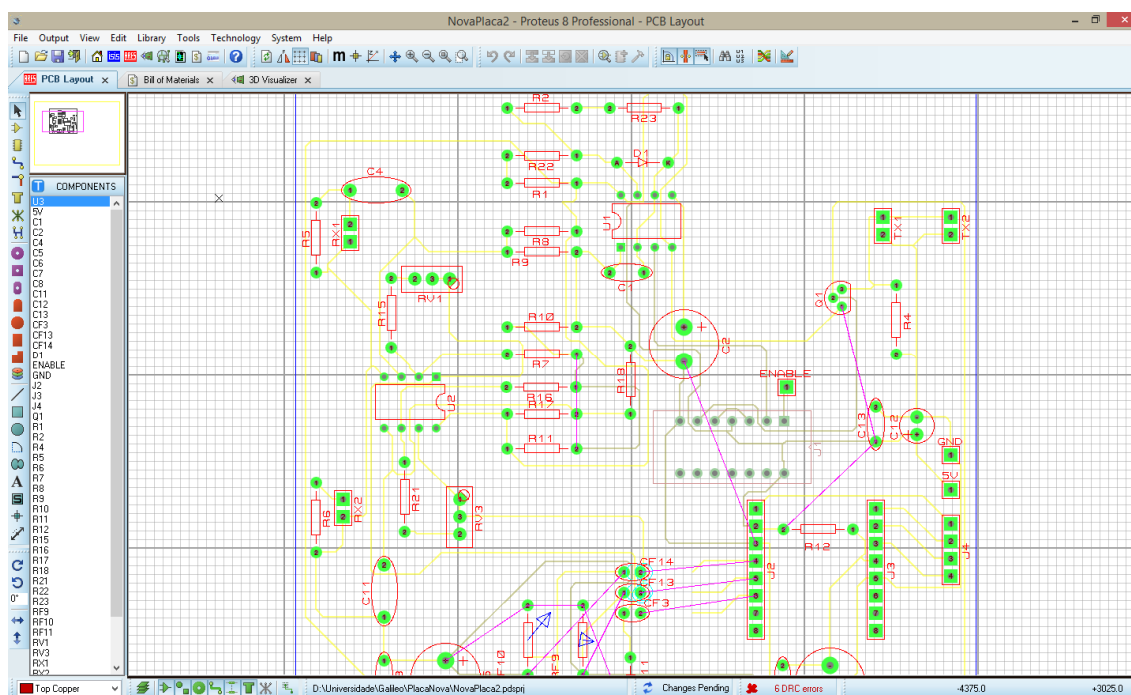 NovaPlaca2 - Proteus 8 Professional - PCB Layout
File Output View Edit Library Tools Technology System Help
PCB Layout x Bill of Materials x 3D Visualizer x
COMPONENTS
U3
5V
C1
C2
C4
C5
C6
C7
C8
C11
C12
C13
CF3
CF13
CF14
D1
ENABLE
GND
J2
J3
J4
Q1
R1
R2
R4
R5
R6
R7
R8
R9
R10
R11
R12
R15
R16
R17
R18
R21
R22
R23
RF9
RF10
RF11
RV1
RV3
RX1
RX2
0°
R2
R23
R22
D1
A K
C4
R1
U1
R5
RX1
R8
R9
TX1
TX2
C1
RV1
R15
Q1
R4
R10
C2
R7
R18
ENABLE
R16
U2
R17
R11
J1
C13
C12
GND
5V
R21
RX2
R6
RV3
R12
J2
J3
J4
CF14
CF13
CF3
C11
F10
RF9
11
Top Copper
D:\Universidade\Galileo\PlacaNova\NovaPlaca2.pdsprj
Changes Pending
6 DRC errors
-4375.0
+3025.0